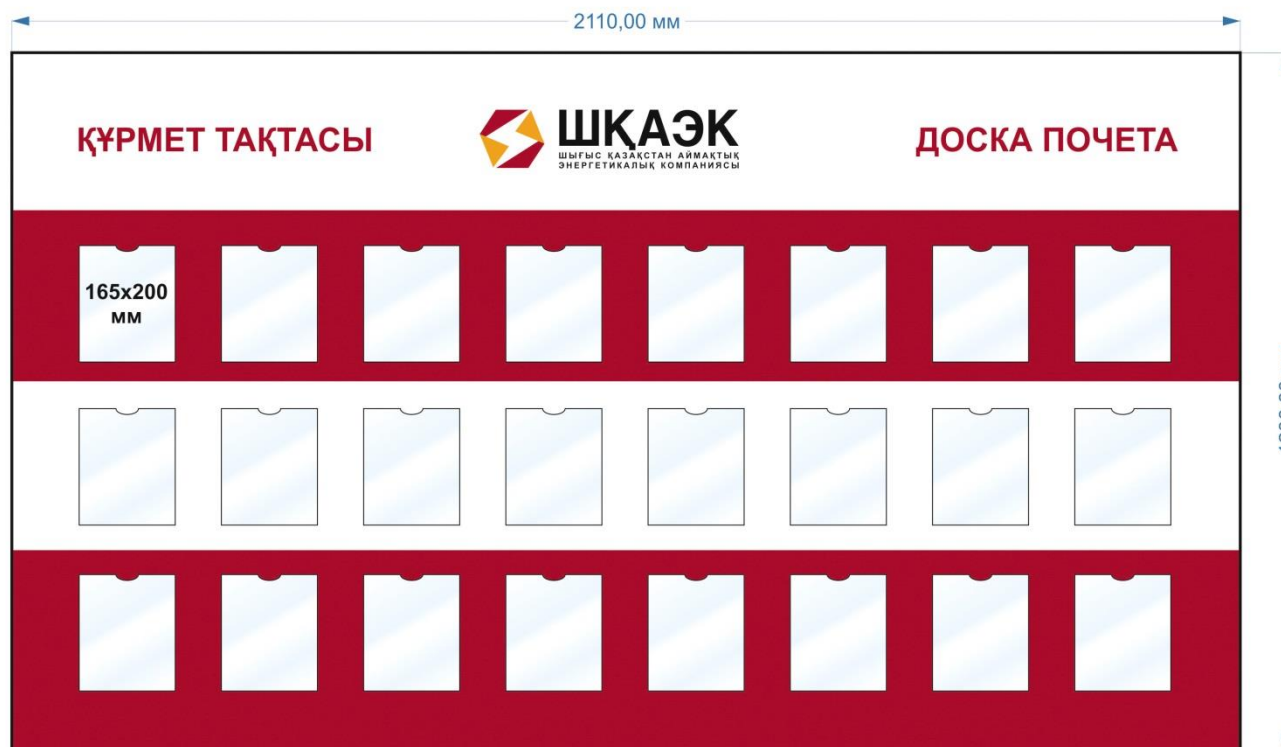 2110,00 мм
ҚҰРМЕТ ТАҚТАСЫ
ШҚАЭК
ШЫҒЫС ҚАЗАҚСТАН АЙМАҚТЫҚ
ЭНЕРГЕТИКАЛЫҚ КОМПАНИЯСЫ
ДОСКА ПОЧЕТА
165х200
мм